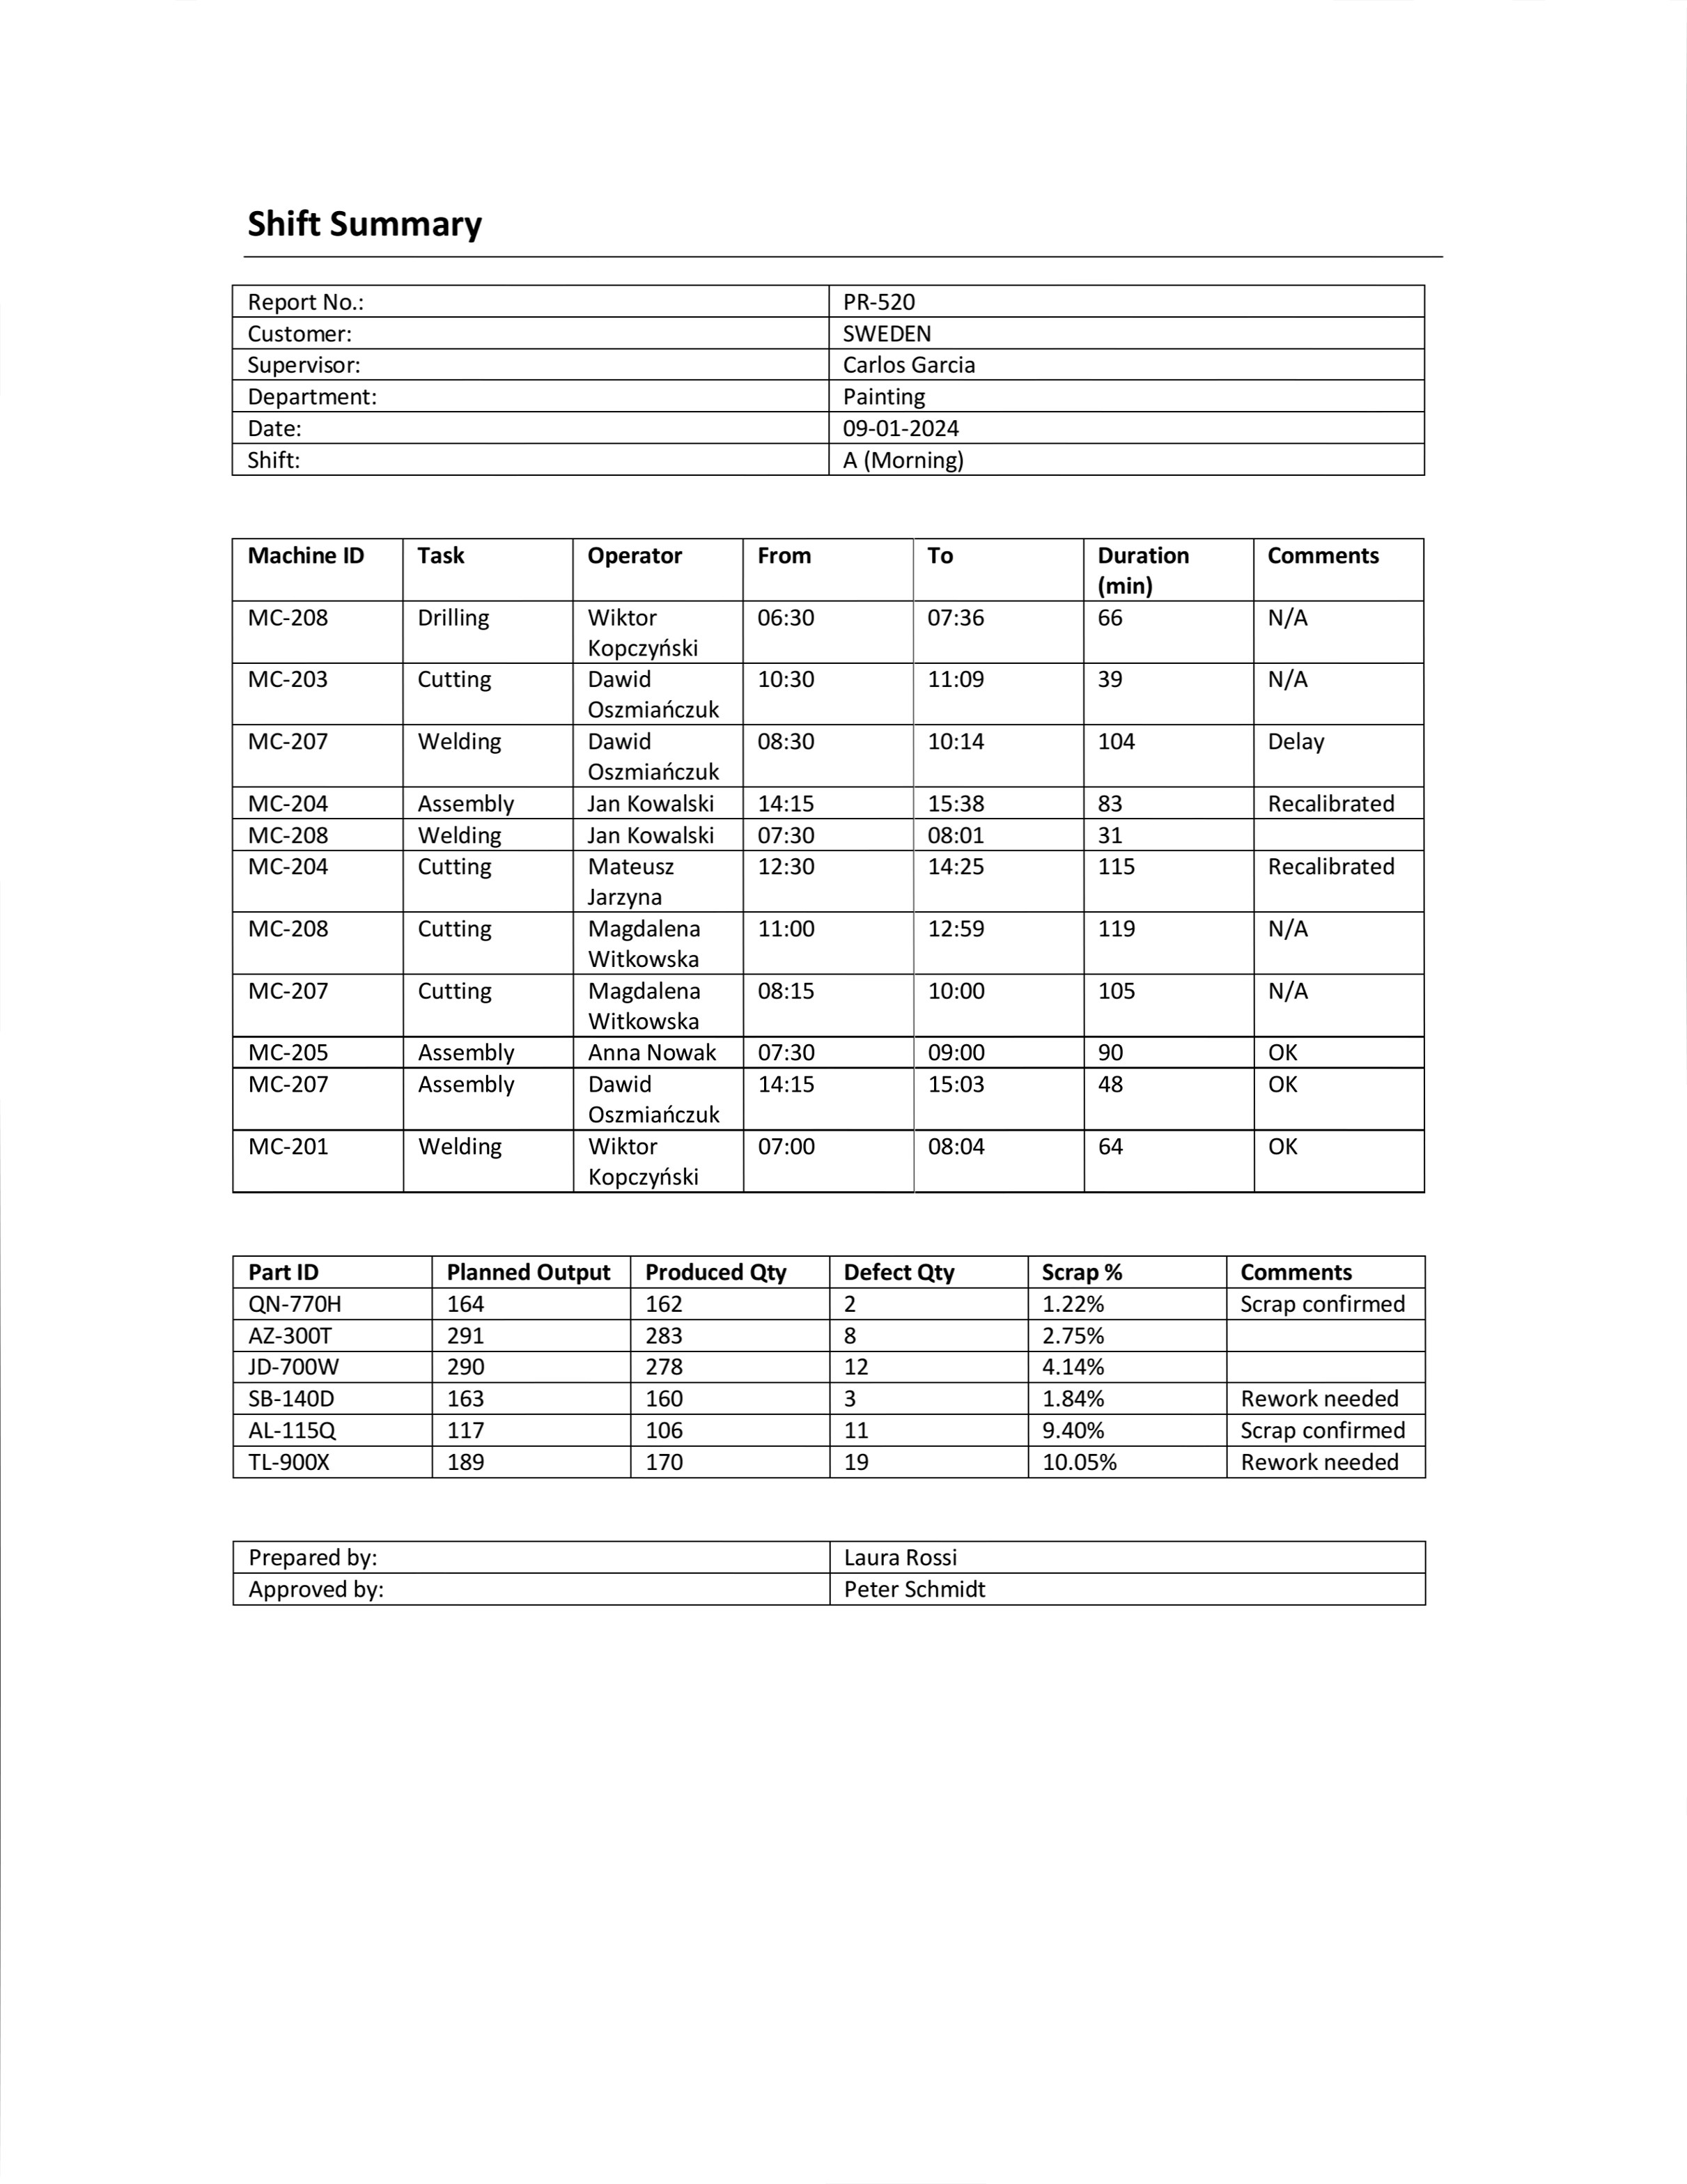 Shift Summary
Report No.: PR-520
Customer: SWEDEN
Supervisor: Carlos Garcia
Department: Painting
Date: 09-01-2024
Shift: A (Morning)
Machine ID Task Operator From To Duration
(min) Comments
MC-208 Drilling Wiktor
Kopczyński 06:30 07:36 66 N/A
MC-203 Cutting Dawid
Oszmiańczuk 10:30 11:09 39 N/A
MC-207 Welding Dawid
Oszmiańczuk 08:30 10:14 104 Delay
MC-204 Assembly Jan Kowalski 14:15 15:38 83 Recalibrated
MC-208 Welding Jan Kowalski 07:30 08:01 31
MC-204 Cutting Mateusz
Jarzyna 12:30 14:25 115 Recalibrated
MC-208 Cutting Magdalena
Witkowska 11:00 12:59 119 N/A
MC-207 Cutting Magdalena
Witkowska 08:15 10:00 105 N/A
MC-205 Assembly Anna Nowak 07:30 09:00 90 OK
MC-207 Assembly Dawid
Oszmiańczuk 14:15 15:03 48 OK
MC-201 Welding Wiktor
Kopczyński 07:00 08:04 64 OK
Part ID Planned Output Produced Qty Defect Qty Scrap % Comments
QN-770H 164 162 2 1.22% Scrap confirmed
AZ-300T 291 283 8 2.75%
JD-700W 290 278 12 4.14%
SB-140D 163 160 3 1.84% Rework needed
AL-115Q 117 106 11 9.40% Scrap confirmed
TL-900X 189 170 19 10.05% Rework needed
Prepared by: Laura Rossi
Approved by: Peter Schmidt